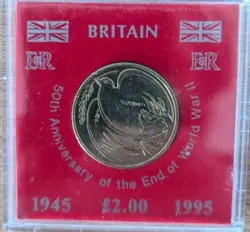 BRITAIN
ER ER
50th Anniversary of the End of World War II
1945 £2.00 1995